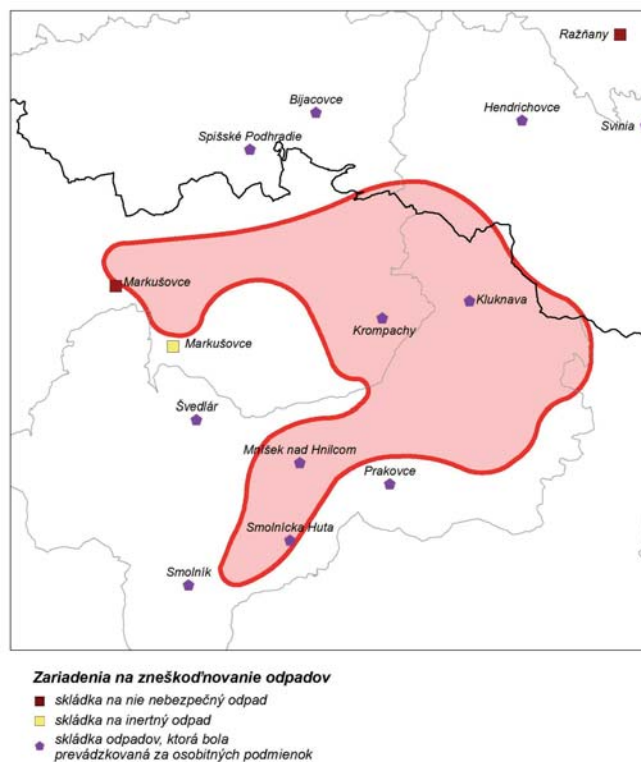 Ražňany
Bijacovce
Hendrichovce
Spišské Podhradie
Svinia
Markušovce
Kluknava
Krompachy
Markušovce
Švedlár
Mníšek nad Hnilcom
Prakovce
Smolnícka Huta
Smolník
Zariadenia na zneškodňovanie odpadov
skládka na nie nebezpečný odpad
skládka na inertný odpad
skládka odpadov, ktorá bola
prevádzkovaná za osobitných podmienok